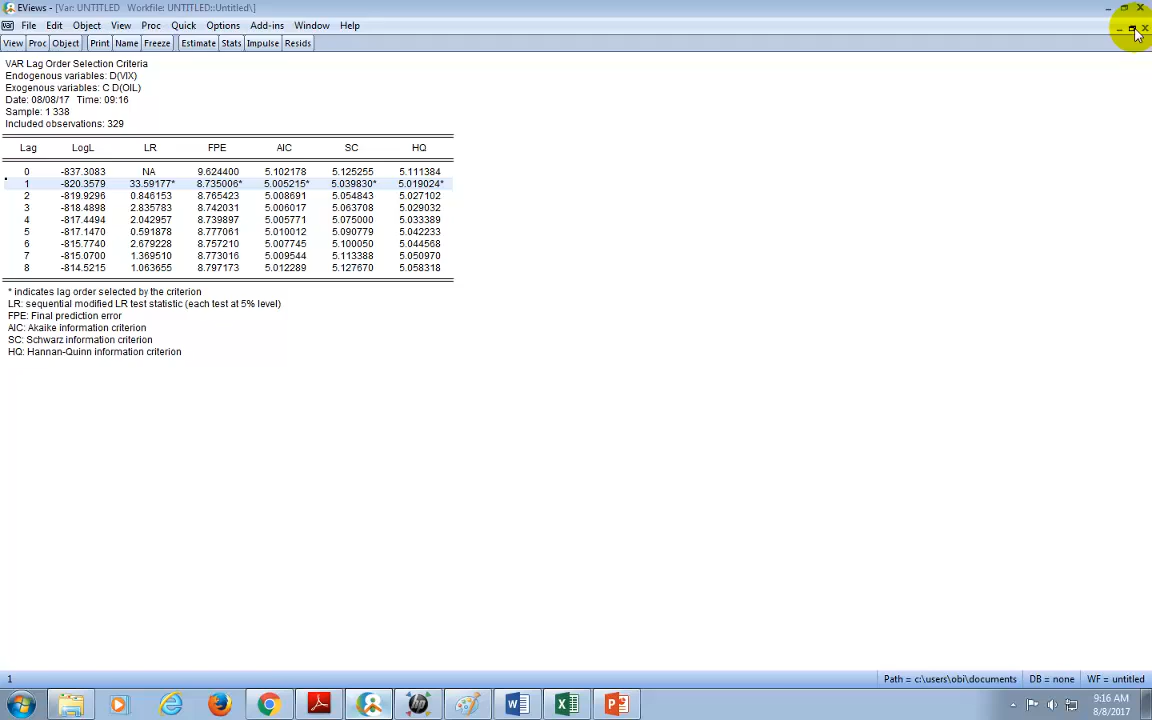 EViews - [Var: UNTITLED   Workfile: UNTITLED::Untitled\]
File Edit Object View Proc Quick Options Add-ins Window Help
View Proc Object Print Name Freeze Estimate Stats Impulse Resids
VAR Lag Order Selection Criteria
Endogenous variables: D(VIX)
Exogenous variables: C D(OIL)
Date: 08/08/17   Time: 09:16
Sample: 1 338
Included observations: 329
Lag LogL LR FPE AIC SC HQ
0 -837.3083 NA 9.624400 5.102178 5.125255 5.111384
1 -820.3579 33.59177* 8.735006* 5.005215* 5.039830* 5.019024*
2 -819.9296 0.846153 8.765423 5.008691 5.054843 5.027102
3 -818.4898 2.835783 8.742031 5.006017 5.063708 5.029032
4 -817.4494 2.042957 8.739897 5.005771 5.075000 5.033389
5 -817.1470 0.591878 8.777061 5.010012 5.090779 5.042233
6 -815.7740 2.679228 8.757210 5.007745 5.100050 5.044568
7 -815.0700 1.369510 8.773016 5.009544 5.113388 5.050970
8 -814.5215 1.063655 8.797173 5.012289 5.127670 5.058318
* indicates lag order selected by the criterion
LR: sequential modified LR test statistic (each test at 5% level)
FPE: Final prediction error
AIC: Akaike information criterion
SC: Schwarz information criterion
HQ: Hannan-Quinn information criterion
1 Path = c:\users\obi\documents DB = none WF = untitled
9:16 AM
8/8/2017